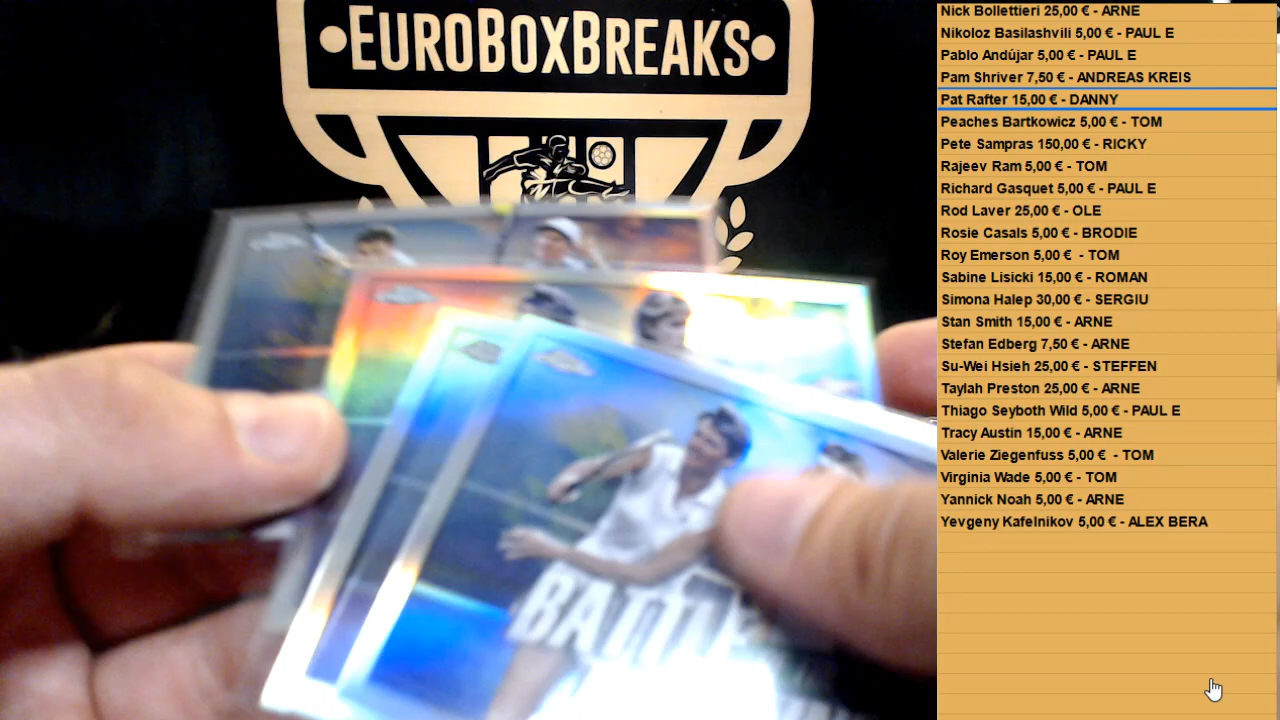 EUROBOXBREAKS
Nick Bollettieri 25,00 € - ARNE
Nikoloz Basilashvili 5,00 € - PAUL E
Pablo Andújar 5,00 € - PAUL E
Pam Shriver 7,50 € - ANDREAS KREIS
Pat Rafter 15,00 € - DANNY
Peaches Bartkowicz 5,00 € - TOM
Pete Sampras 150,00 € - RICKY
Rajeev Ram 5,00 € - TOM
Richard Gasquet 5,00 € - PAUL E
Rod Laver 25,00 € - OLE
Rosie Casals 5,00 € - BRODIE
Roy Emerson 5,00 €  - TOM
Sabine Lisicki 15,00 € - ROMAN
Simona Halep 30,00 € - SERGIU
Stan Smith 15,00 € - ARNE
Stefan Edberg 7,50 € - ARNE
Su-Wei Hsieh 25,00 € - STEFFEN
Taylah Preston 25,00 € - ARNE
Thiago Seyboth Wild 5,00 € - PAUL E
Tracy Austin 15,00 € - ARNE
Valerie Ziegenfuss 5,00 €  - TOM
Virginia Wade 5,00 € - TOM
Yannick Noah 5,00 € - ARNE
Yevgeny Kafelnikov 5,00 € - ALEX BERA